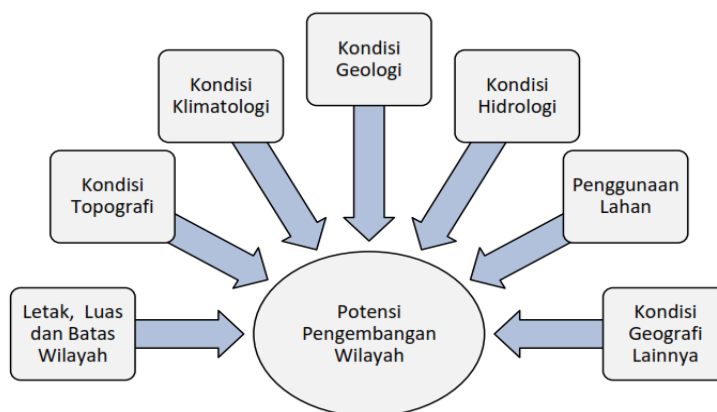 Kondisi
Geologi
Kondisi
Klimatologi
Kondisi
Hidrologi
Kondisi
Topografi
Penggunaan
Lahan
Letak, Luas
dan Batas
Wilayah
Potensi
Pengembangan
Wilayah
Kondisi
Geografi
Lainnya